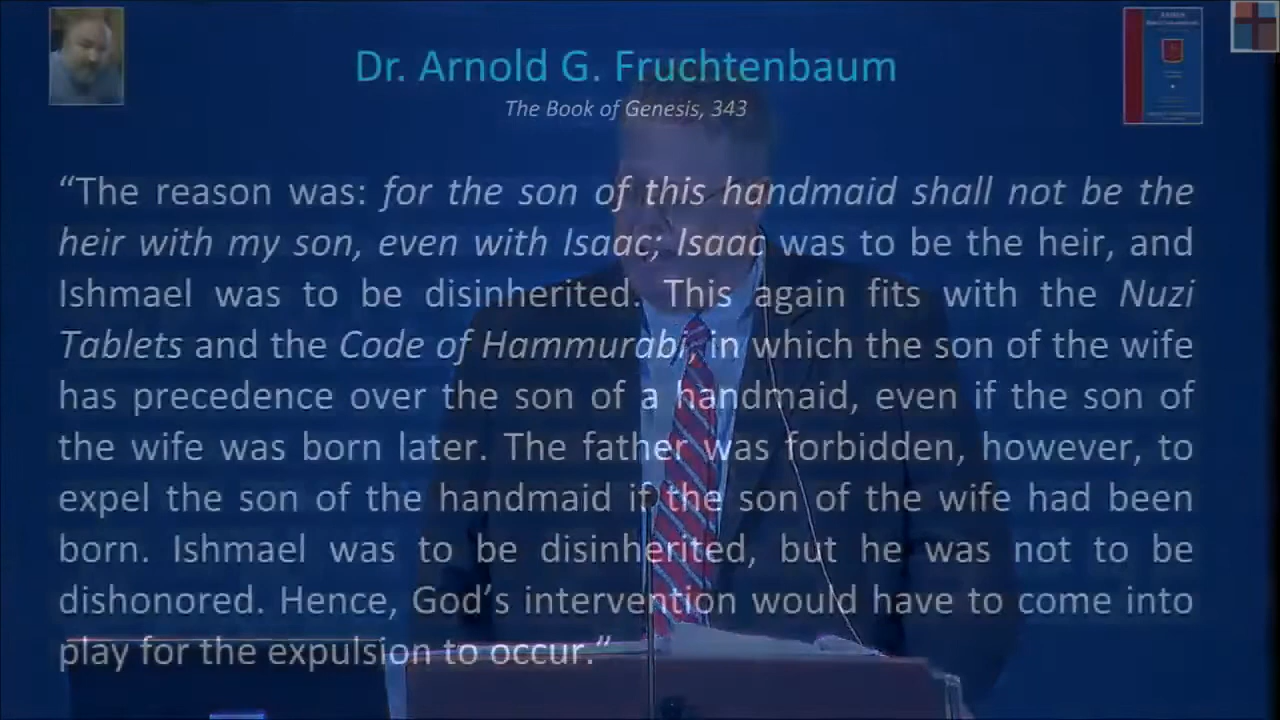 Dr. Arnold G. Fruchtenbaum
The Book of Genesis, 343
“The reason was: for the son of this handmaid shall not be the
heir with my son, even with Isaac; Isaac was to be the heir, and
Ishmael was to be disinherited. This again fits with the Nuzi
Tablets and the Code of Hammurabi, in which the son of the wife
has precedence over the son of a handmaid, even if the son of
the wife was born later. The father was forbidden, however, to
expel the son of the handmaid if the son of the wife had been
born. Ishmael was to be disinherited, but he was not to be
dishonored. Hence, God’s intervention would have to come into
play for the expulsion to occur.”